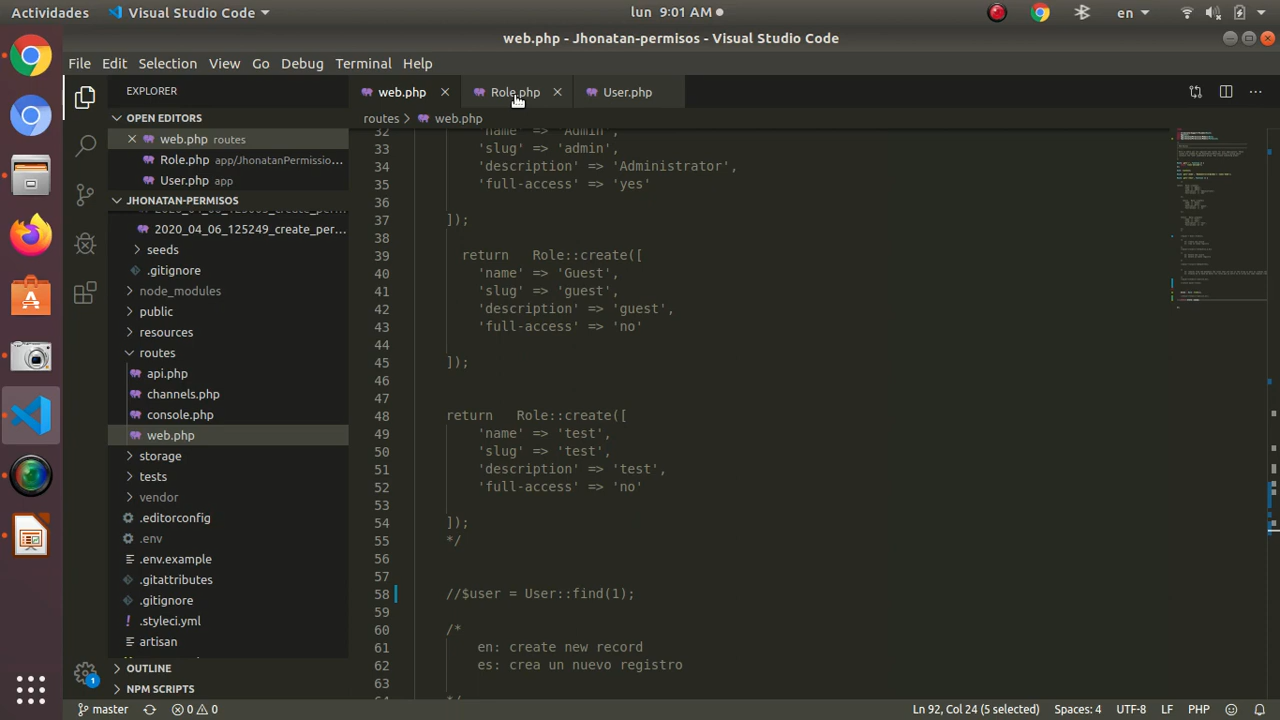 Actividades
Visual Studio Code
lun 9:01 AM
en
web.php - Jhonatan-permisos - Visual Studio Code
File Edit Selection View Go Debug Terminal Help
EXPLORER
OPEN EDITORS
web.php routes
Role.php app/JhonatanPermissio...
User.php app
JHONATAN-PERMISOS
2020_04_06_125249_create_per...
seeds
.gitignore
node_modules
public
resources
routes
api.php
channels.php
console.php
web.php
storage
tests
vendor
.editorconfig
.env
.env.example
.gitattributes
.gitignore
.styleci.yml
artisan
OUTLINE
NPM SCRIPTS
web.php
Role.php
User.php
routes > web.php
32 'name' => 'Admin',
33 'slug' => 'admin',
34 'description' => 'Administrator',
35 'full-access' => 'yes'
36
37 ]);
38
39 return Role::create([
40 'name' => 'Guest',
41 'slug' => 'guest',
42 'description' => 'guest',
43 'full-access' => 'no'
44
45 ]);
46
47
48 return Role::create([
49 'name' => 'test',
50 'slug' => 'test',
51 'description' => 'test',
52 'full-access' => 'no'
53
54 ]);
55 */
56
57
58 //$user = User::find(1);
59
60 /*
61 en: create new record
62 es: crea un nuevo registro
63
64 */
1
master
0 0
Ln 92, Col 24 (5 selected)
Spaces: 4
UTF-8
LF
PHP